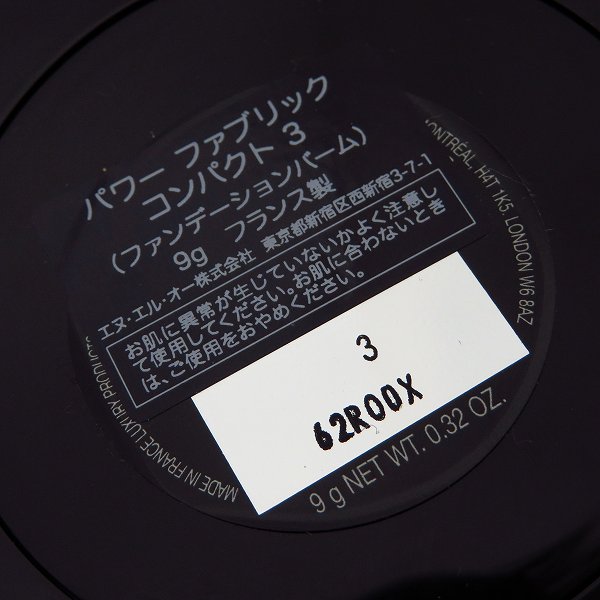 パワー ファブリック
コンパクト 3
(ファンデーションバーム)
9g フランス製
エヌ・エル・オー株式会社 東京都新宿区西新宿3-7-1
お肌に異常が生じていないかよく注意し
て使用してください。お肌に合わないとき
は、ご使用をおやめください。
3
62R00X
MONTRÉAL, H4T 1K5, LONDON W6 8AZ
MADE IN FRANCE LUXURY PRODUCTS
9 g NET WT. 0.32 OZ.